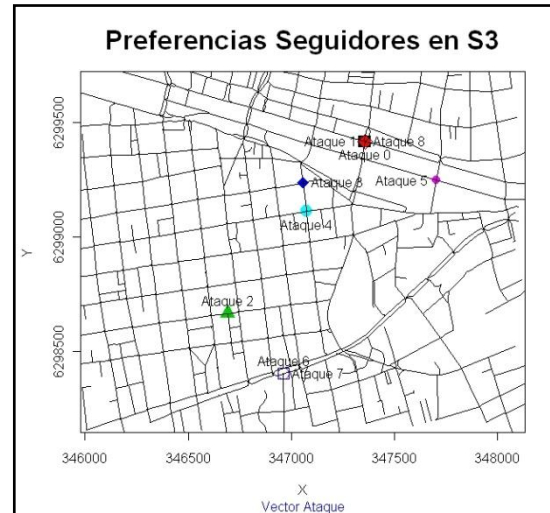 Preferencias Seguidores en S3
6299500
6299000
6298500
Y
Ataque 1
Ataque 8
Ataque 0
Ataque 3
Ataque 5
Ataque 4
Ataque 2
Ataque 6
Ataque 7
346000 346500 347000 347500 348000
X
Vector Ataque